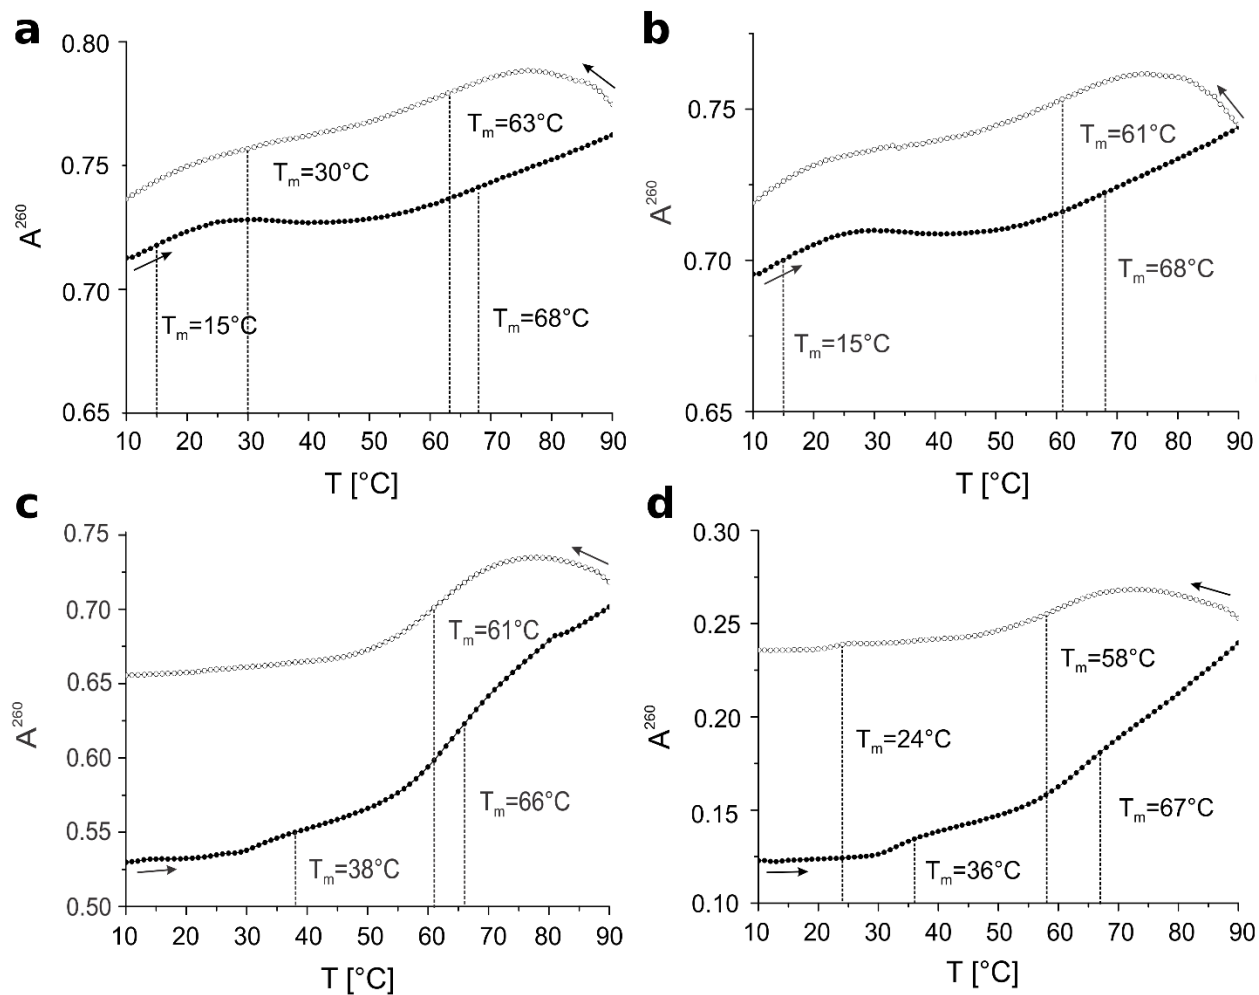 a
0.80
0.75
0.70
0.65
A260
Tm=63°C
Tm=30°C
Tm=15°C
Tm=68°C
10 20 30 40 50 60 70 80 90
T [°C]
b
0.75
0.70
0.65
A260
Tm=61°C
Tm=68°C
Tm=15°C
10 20 30 40 50 60 70 80 90
T [°C]
c
0.75
0.70
0.65
0.60
0.55
0.50
A260
Tm=61°C
Tm=66°C
Tm=38°C
10 20 30 40 50 60 70 80 90
T [°C]
d
0.30
0.25
0.20
0.15
0.10
A260
Tm=58°C
Tm=24°C
Tm=67°C
Tm=36°C
10 20 30 40 50 60 70 80 90
T [°C]